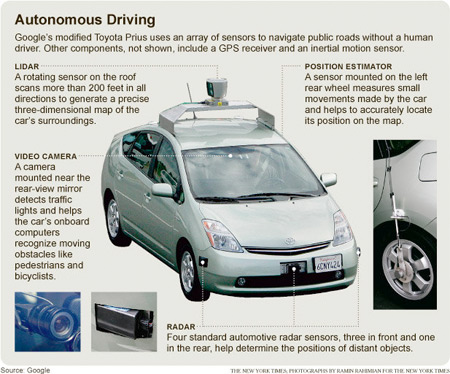 Autonomous Driving
Google's modified Toyota Prius uses an array of sensors to navigate public roads without a human
driver. Other components, not shown, include a GPS receiver and an inertial motion sensor.
LIDAR
A rotating sensor on the roof
scans more than 200 feet in all
directions to generate a precise
three-dimensional map of the
car's surroundings.
POSITION ESTIMATOR
A sensor mounted on the left
rear wheel measures small
movements made by the car
and helps to accurately locate
its position on the map.
VIDEO CAMERA
A camera
mounted near the
rear-view mirror
detects traffic
lights and helps
the car's onboard
computers
recognize moving
obstacles like
pedestrians and
bicyclists.
RADAR
Four standard automotive radar sensors, three in front and one
in the rear, help determine the positions of distant objects.
Source: Google
THE NEW YORK TIMES; PHOTOGRAPHS BY RAMIN RAHIMIAN FOR THE NEW YORK TIMES